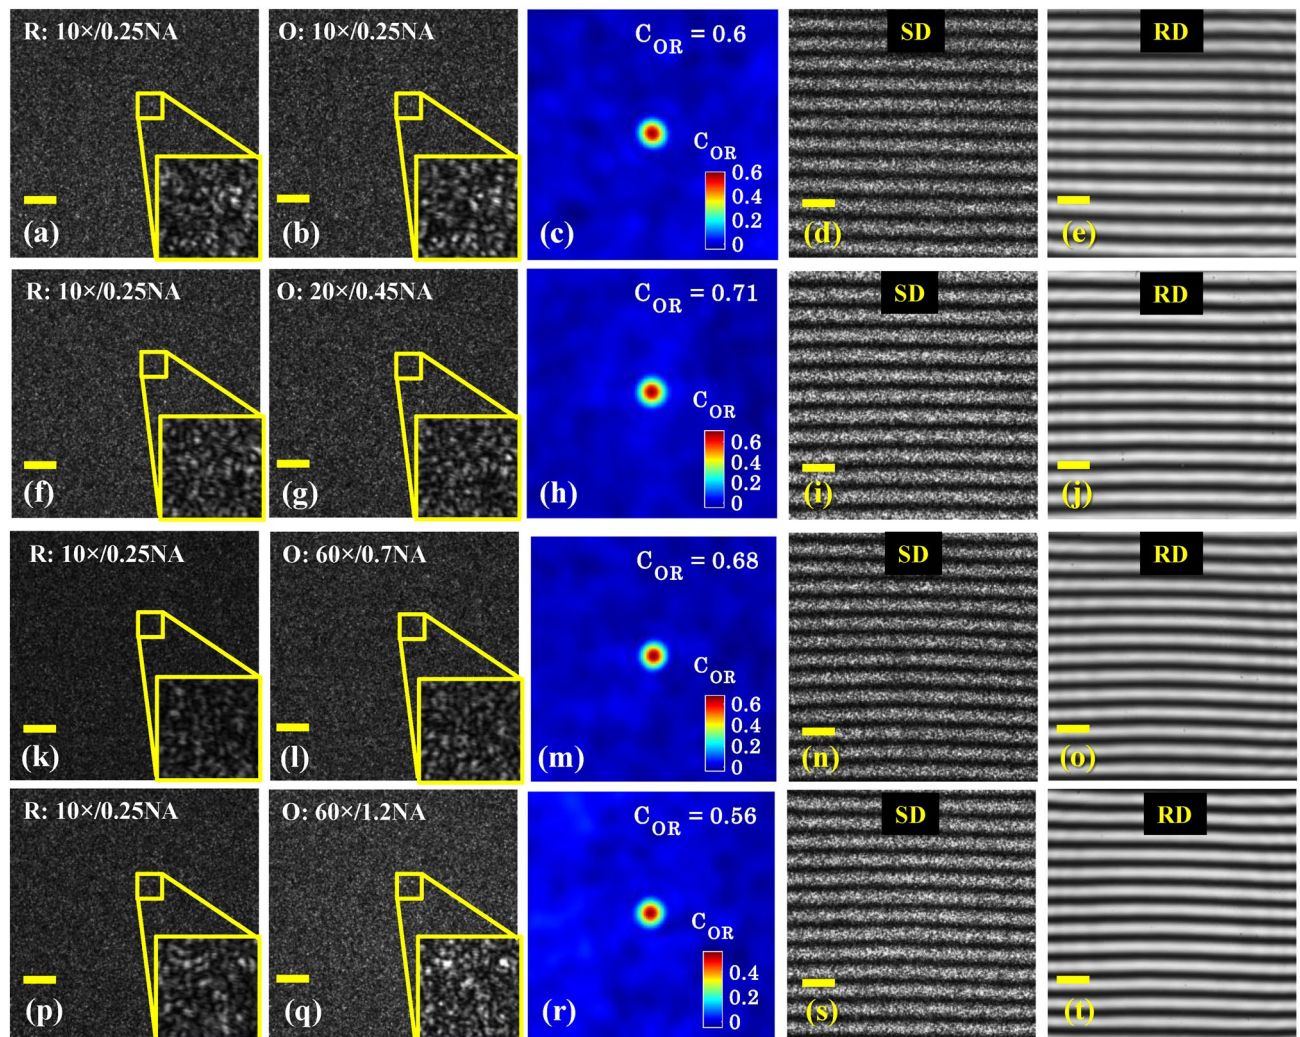 R: 10×/0.25NA
(a)
O: 10×/0.25NA
(b)
C_OR = 0.6
C_OR
0.6
0.4
0.2
0
(c)
SD
(d)
RD
(e)
R: 10×/0.25NA
(f)
O: 20×/0.45NA
(g)
C_OR = 0.71
C_OR
0.6
0.4
0.2
0
(h)
SD
(i)
RD
(j)
R: 10×/0.25NA
(k)
O: 60×/0.7NA
(l)
C_OR = 0.68
C_OR
0.6
0.4
0.2
0
(m)
SD
(n)
RD
(o)
R: 10×/0.25NA
(p)
O: 60×/1.2NA
(q)
C_OR = 0.56
C_OR
0.4
0.2
0
(r)
SD
(s)
RD
(t)